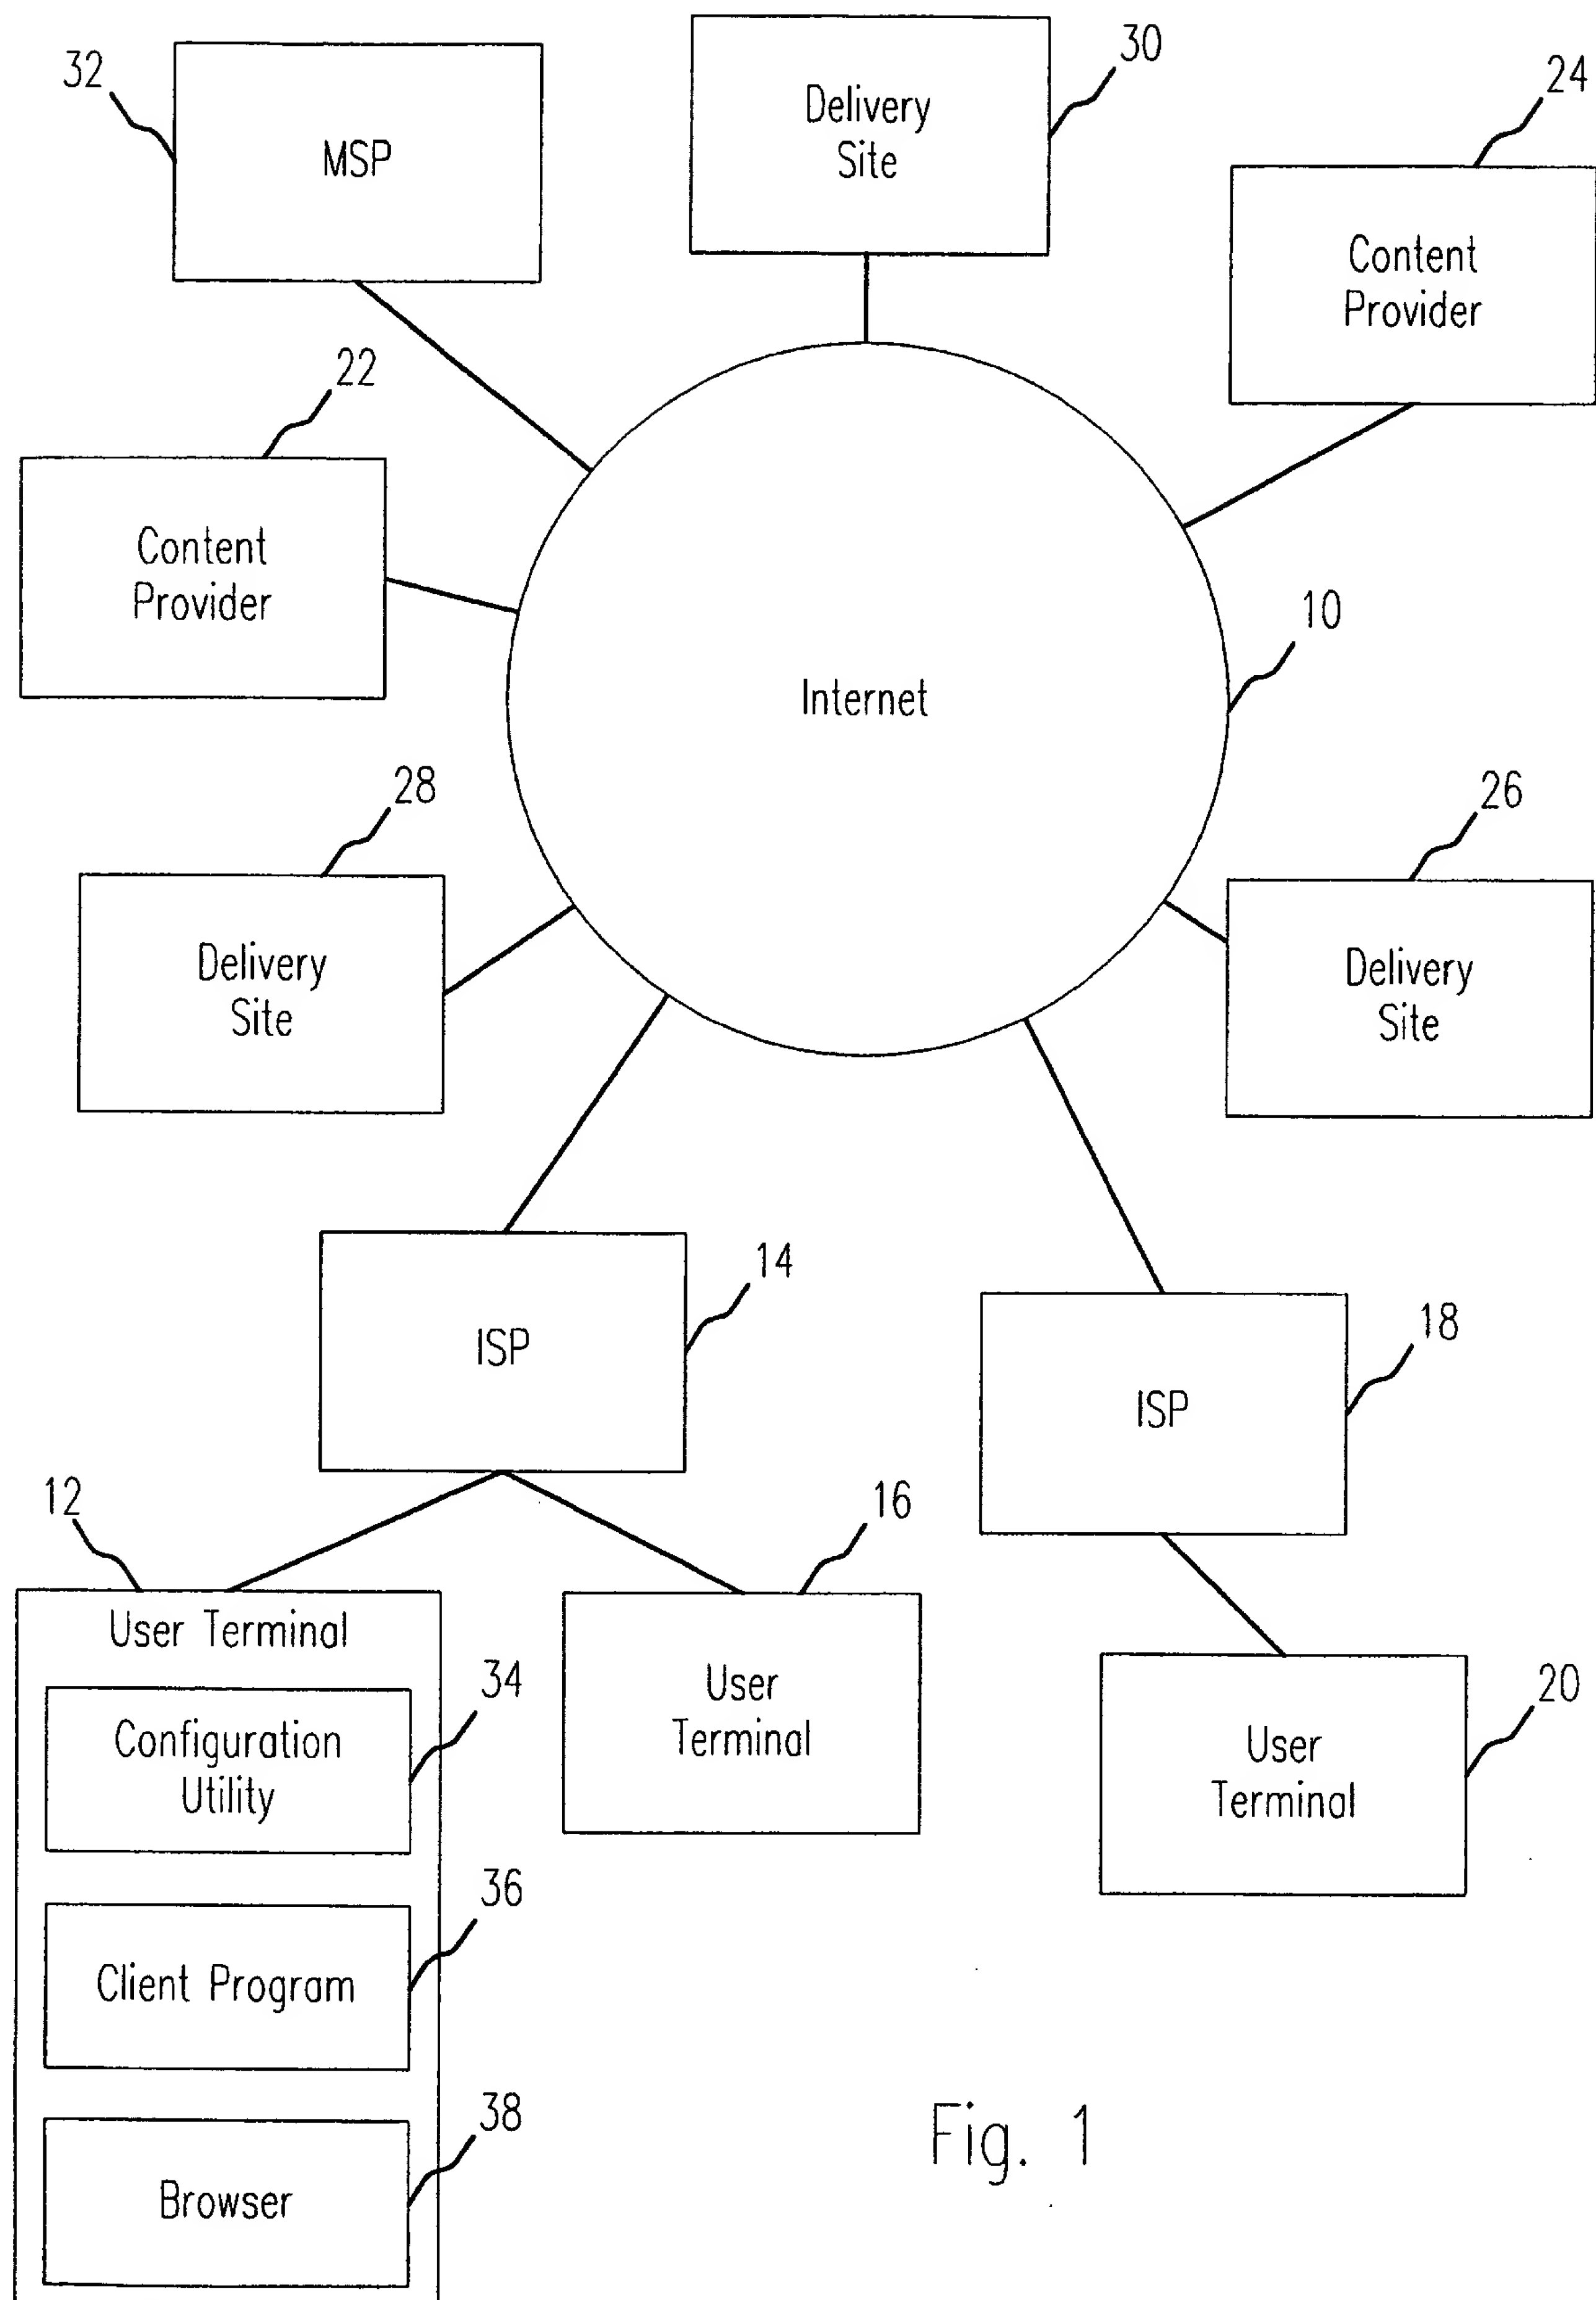 30
32
24
Delivery
Site
MSP
Content
Provider
22
Content
Provider
10
Internet
28
26
Delivery
Site
Delivery
Site
14
18
ISP
ISP
12
16
User Terminal
34
User
Terminal
20
Configuration
Utility
User
Terminal
36
Client Program
38
Browser
Fig. 1